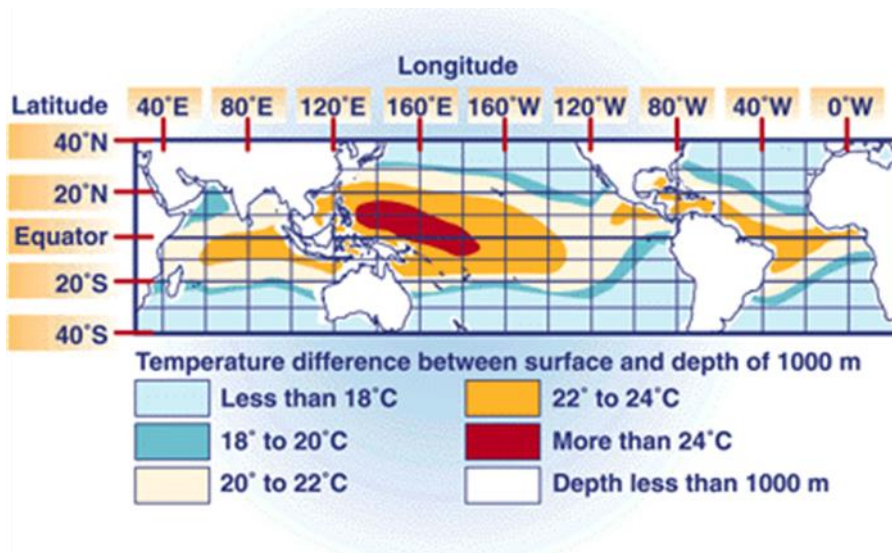 Longitude
Latitude 40˚E 80˚E 120˚E 160˚E 160˚W 120˚W 80˚W 40˚W 0˚W
40˚N
20˚N
Equator
20˚S
40˚S
Temperature difference between surface and depth of 1000 m
Less than 18˚C 22˚ to 24˚C
18˚ to 20˚C More than 24˚C
20˚ to 22˚C Depth less than 1000 m